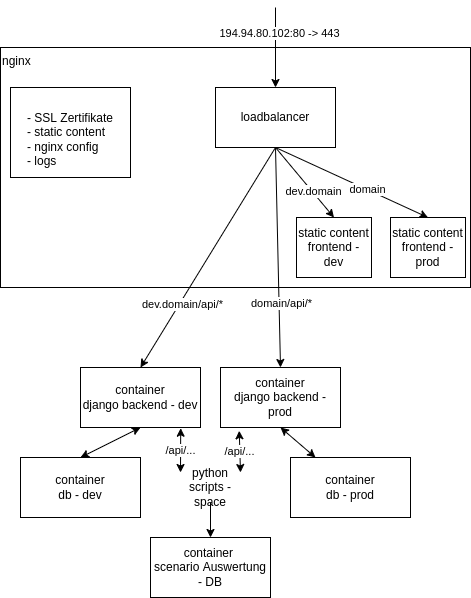 194.94.80.102:80 -> 443
nginx
- SSL Zertifikate
- static content
- nginx config
- logs
loadbalancer
dev.domain
domain
static content
frontend -
dev
static content
frontend -
prod
dev.domain/api/*
domain/api/*
container
django backend - dev
container
django backend -
prod
/api/...
/api/...
container
db - dev
python
scripts -
space
container
db - prod
container
scenario Auswertung
- DB